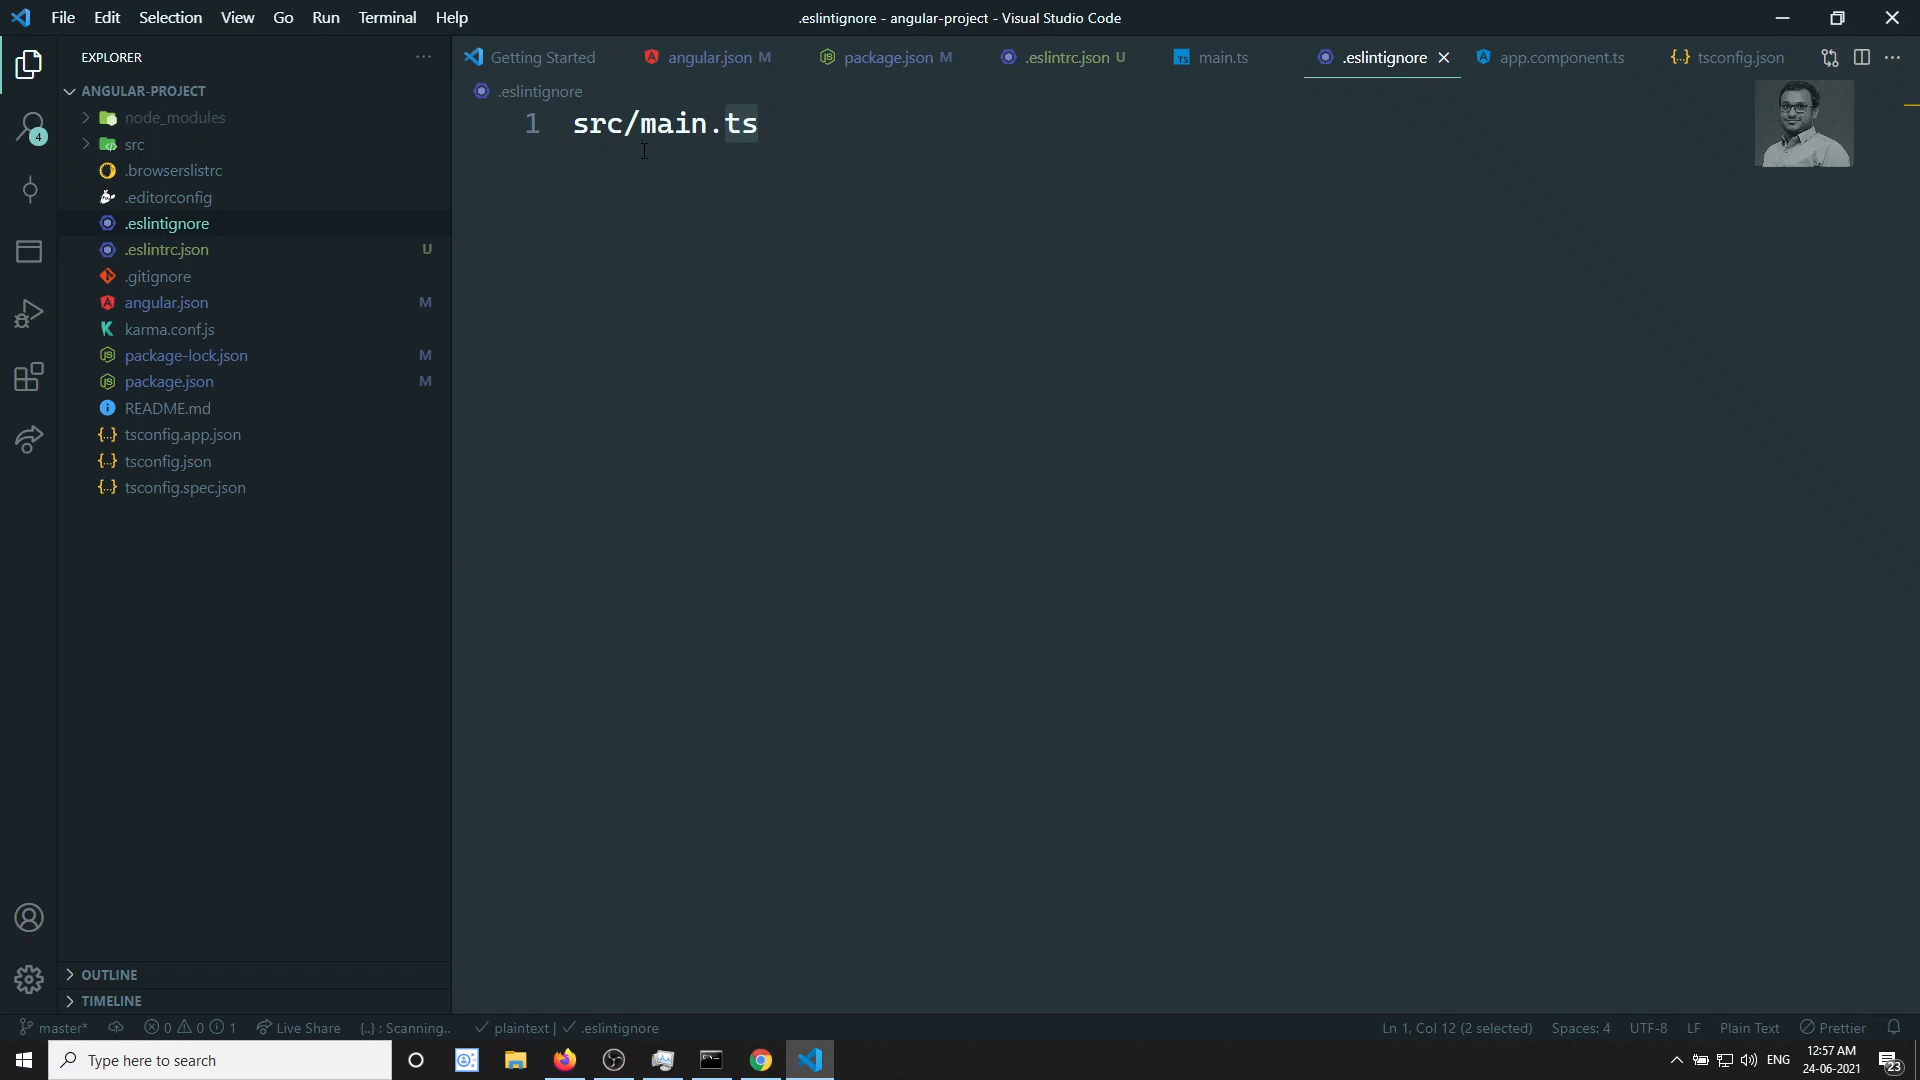 File Edit Selection View Go Run Terminal Help
.eslintignore - angular-project - Visual Studio Code
EXPLORER
Getting Started
angular.json M
package.json M
.eslintrc.json U
main.ts
.eslintignore
app.component.ts
tsconfig.json
.eslintignore
1 src/main.ts
ANGULAR-PROJECT
node_modules
src
.browserslistrc
.editorconfig
.eslintignore
.eslintrc.json U
.gitignore
angular.json M
karma.conf.js
package-lock.json M
package.json M
README.md
tsconfig.app.json
tsconfig.json
tsconfig.spec.json
4
OUTLINE
TIMELINE
master* 0 0 1 Live Share {..} : Scanning.. plaintext | .eslintignore
Ln 1, Col 12 (2 selected) Spaces: 4 UTF-8 LF Plain Text Prettier
Type here to search
ENG
12:57 AM
24-06-2021
23